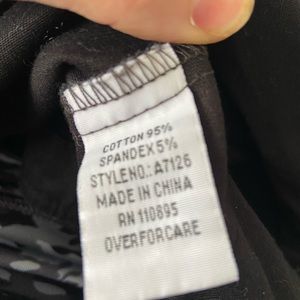 COTTON 95%
SPANDEX 5%
STYLE NO.: A7126
MADE IN CHINA
RN 110895
OVER FOR CARE